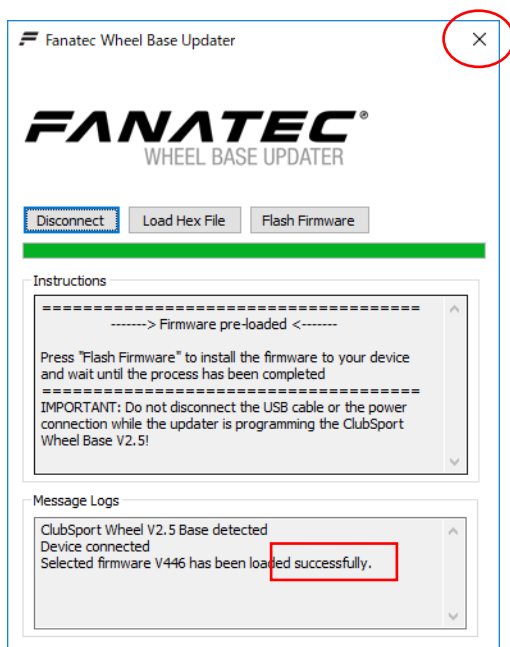 Fanatec Wheel Base Updater
FANATEC®
WHEEL BASE UPDATER
Disconnect Load Hex File Flash Firmware
Instructions
=====================================
-------> Firmware pre-loaded <-------
Press "Flash Firmware" to install the firmware to your device
and wait until the process has been completed
=====================================
IMPORTANT: Do not disconnect the USB cable or the power
connection while the updater is programming the ClubSport
Wheel Base V2.5!
Message Logs
ClubSport Wheel V2.5 Base detected
Device connected
Selected firmware V446 has been loaded successfully.